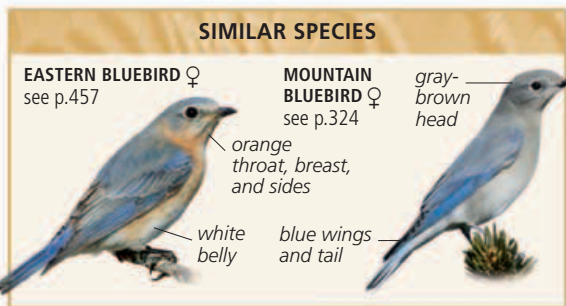 SIMILAR SPECIES
EASTERN BLUEBIRD ♀
see p.457
orange
throat, breast,
and sides
white
belly
MOUNTAIN
BLUEBIRD ♀
see p.324
gray-
brown
head
blue wings
and tail